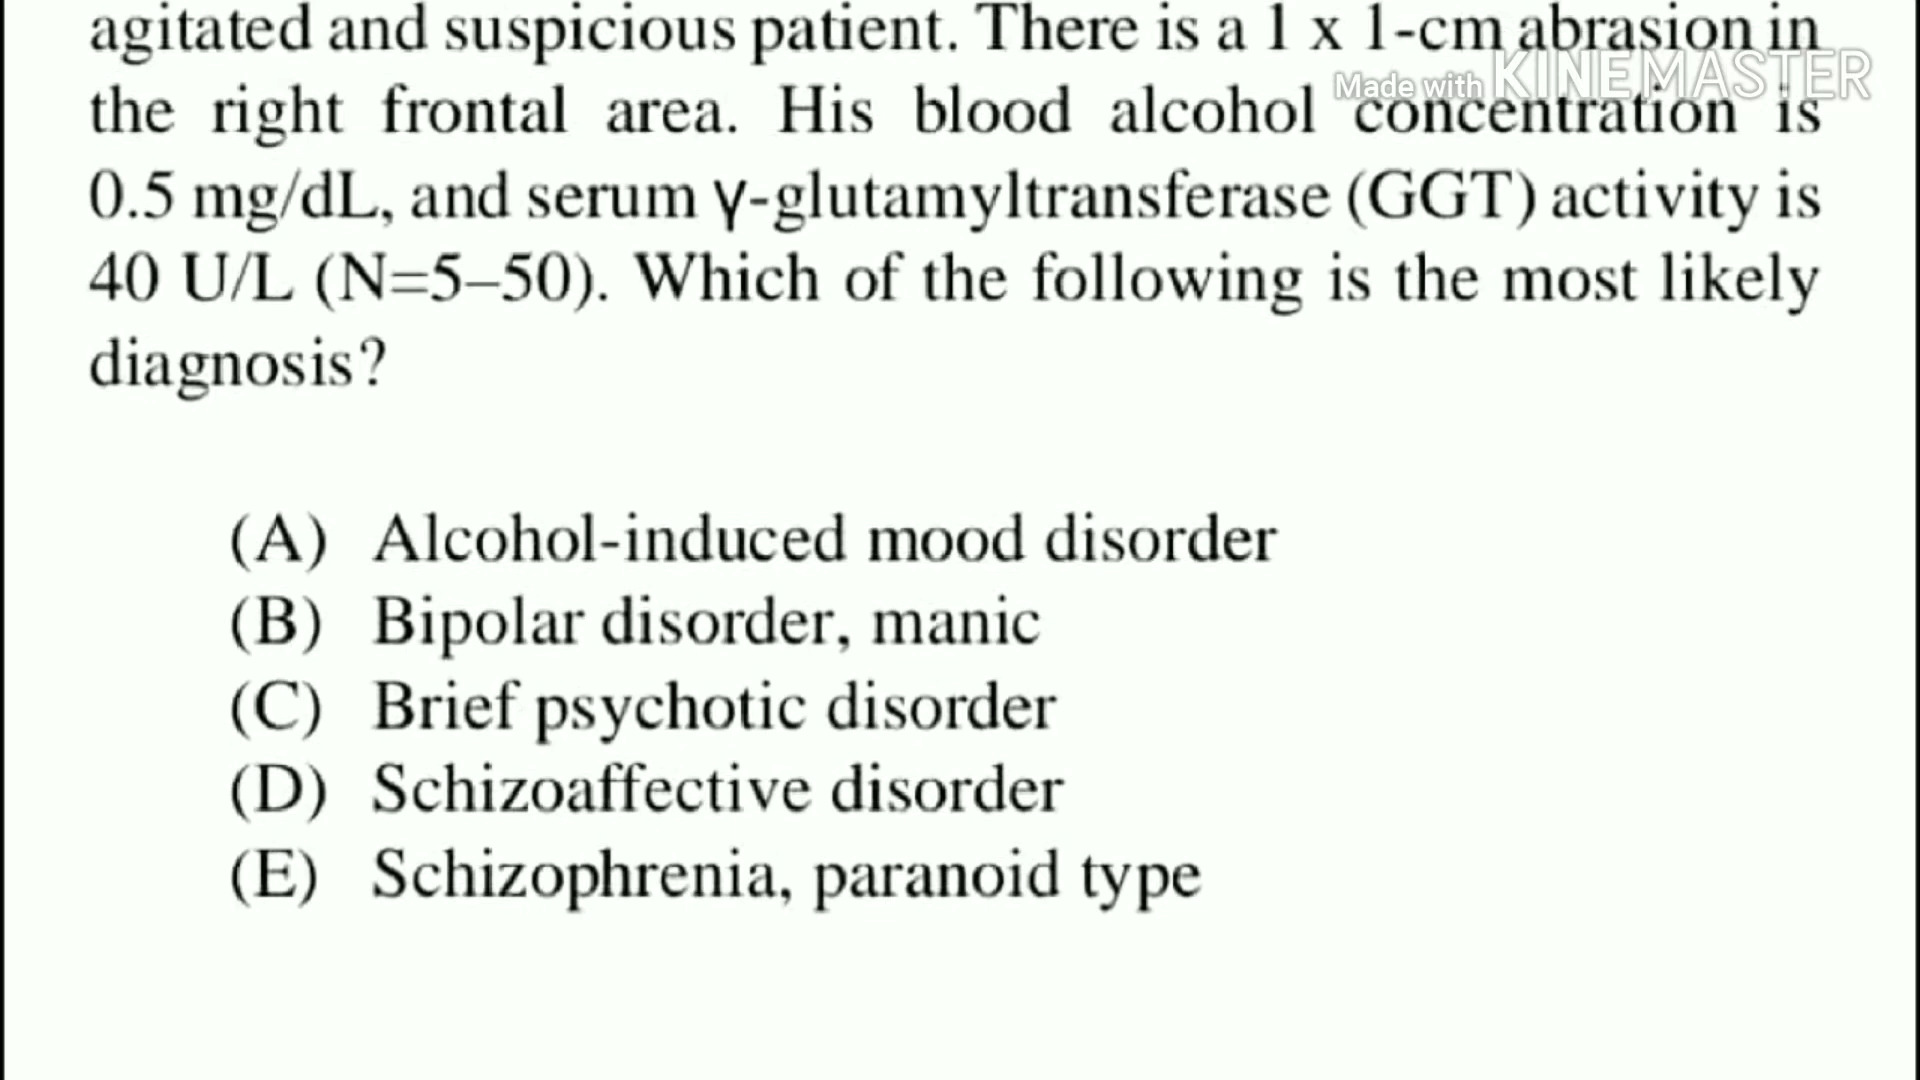 agitated and suspicious patient. There is a 1 x 1-cm abrasion in
Made with KINEMASTER
the right frontal area. His blood alcohol concentration is
0.5 mg/dL, and serum γ-glutamyltransferase (GGT) activity is
40 U/L (N=5–50). Which of the following is the most likely
diagnosis?
(A) Alcohol-induced mood disorder
(B) Bipolar disorder, manic
(C) Brief psychotic disorder
(D) Schizoaffective disorder
(E) Schizophrenia, paranoid type